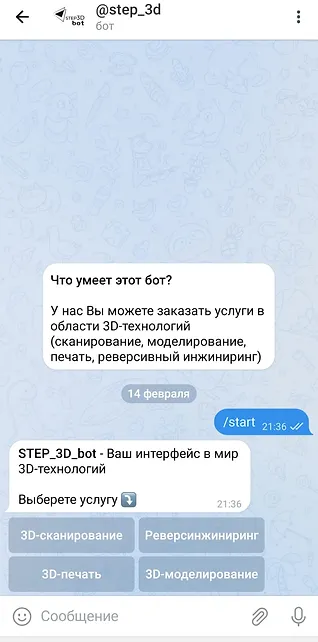 STEP3D
bot
@step_3d
бот
Что умеет этот бот?
У нас Вы можете заказать услуги в
области 3D-технологий
(сканирование, моделирование,
печать, реверсивный инжиниринг)
14 февраля
/start 21:36
STEP_3D_bot - Ваш интерфейс в мир
3D-технологий
Выберете услугу
21:36
3D-сканирование Реверсинжиниринг
3D-печать 3D-моделирование
Сообщение